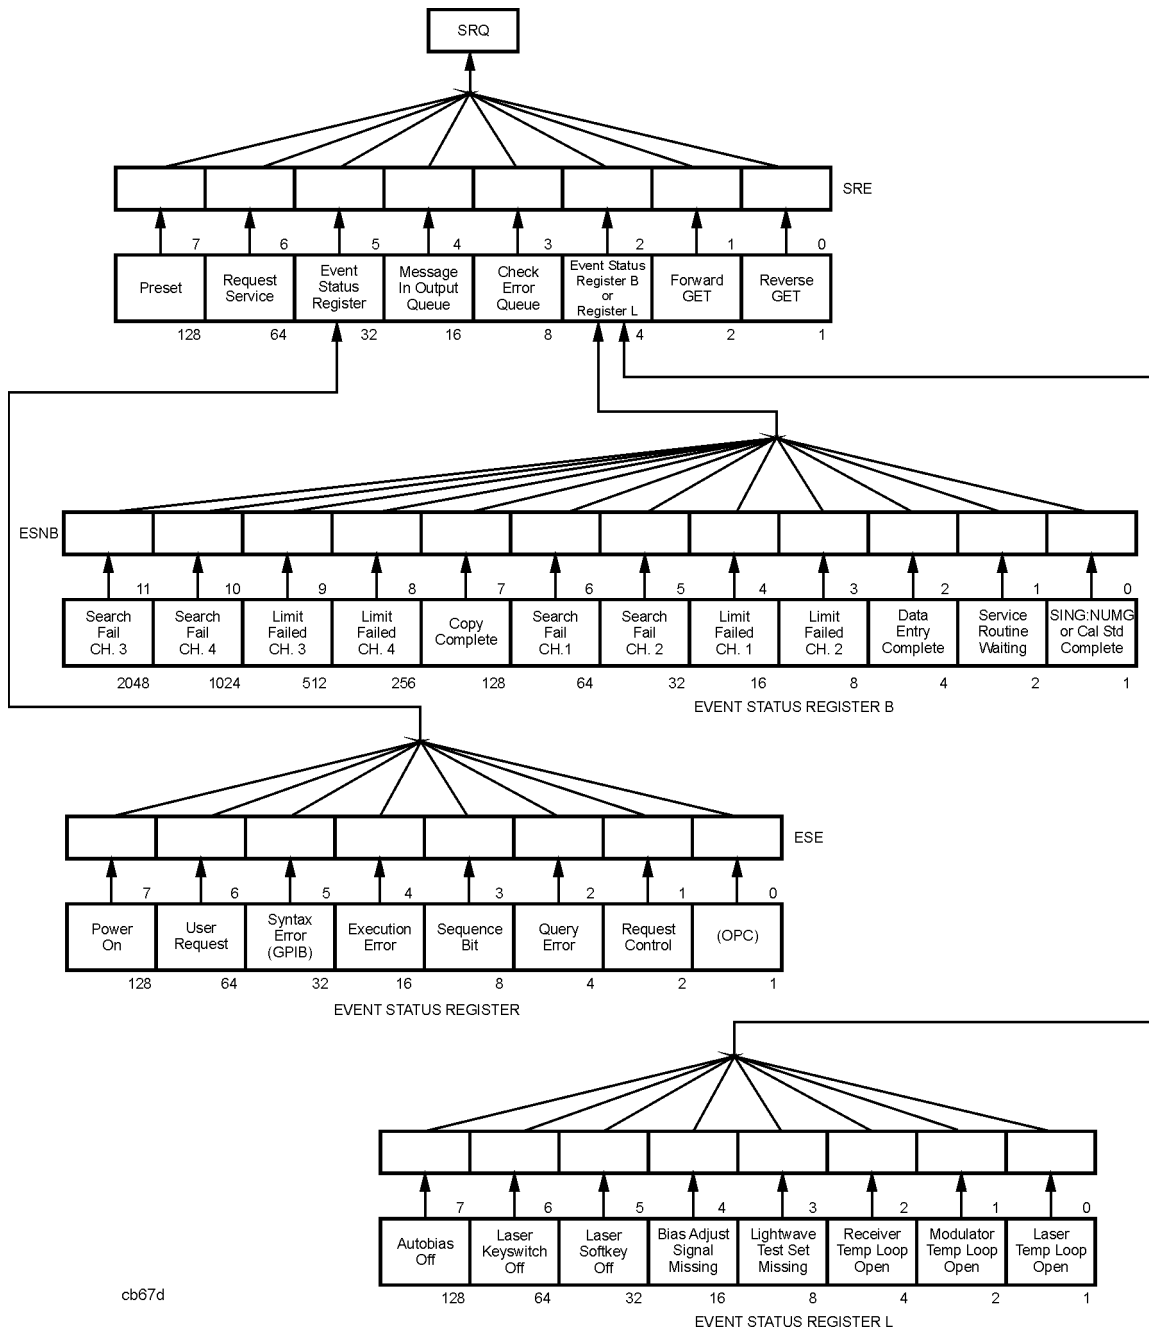 SRQ
SRE
7 6 5 4 3 2 1 0
Preset
Request
Service
Event
Status
Register
Message
In Output
Queue
Check
Error
Queue
Event Status
Register B
or
Register L
Forward
GET
Reverse
GET
128 64 32 16 8 4 2 1
ESNB
11 10 9 8 7 6 5 4 3 2 1 0
Search
Fail
CH. 3
Search
Fail
CH. 4
Limit
Failed
CH. 3
Limit
Failed
CH. 4
Copy
Complete
Search
Fail
CH.1
Search
Fail
CH. 2
Limit
Failed
CH. 1
Limit
Failed
CH. 2
Data
Entry
Complete
Service
Routine
Waiting
SING:NUMG
or Cal Std
Complete
2048 1024 512 256 128 64 32 16 8 4 2 1
EVENT STATUS REGISTER B
ESE
7 6 5 4 3 2 1 0
Power
On
User
Request
Syntax
Error
(GPIB)
Execution
Error
Sequence
Bit
Query
Error
Request
Control
(OPC)
128 64 32 16 8 4 2 1
EVENT STATUS REGISTER
7 6 5 4 3 2 1 0
Autobias
Off
Laser
Keyswitch
Off
Laser
Softkey
Off
Bias Adjust
Signal
Missing
Lightwave
Test Set
Missing
Receiver
Temp Loop
Open
Modulator
Temp Loop
Open
Laser
Temp Loop
Open
128 64 32 16 8 4 2 1
cb67d
EVENT STATUS REGISTER L